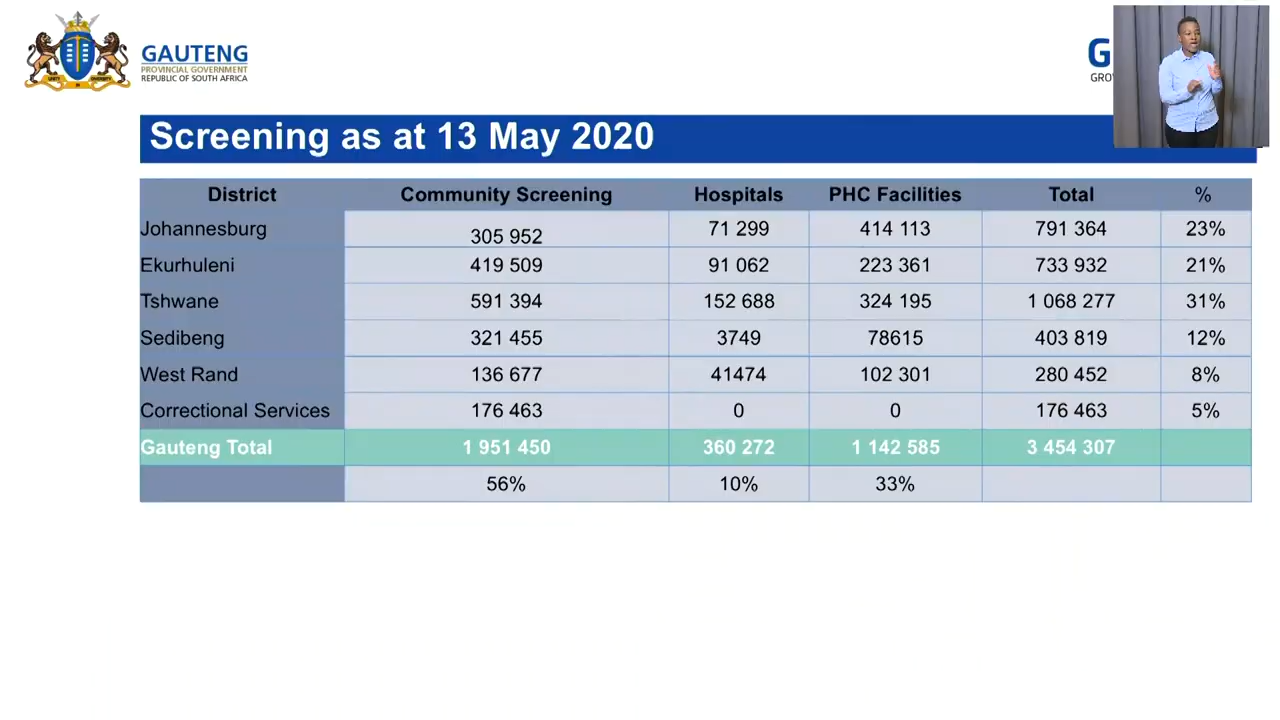 GAUTENG
PROVINCIAL GOVERNMENT
REPUBLIC OF SOUTH AFRICA
UNITY IN DIVERSITY
G
GRO
Screening as at 13 May 2020
District Community Screening Hospitals PHC Facilities Total %
Johannesburg 305 952 71 299 414 113 791 364 23%
Ekurhuleni 419 509 91 062 223 361 733 932 21%
Tshwane 591 394 152 688 324 195 1 068 277 31%
Sedibeng 321 455 3749 78615 403 819 12%
West Rand 136 677 41474 102 301 280 452 8%
Correctional Services 176 463 0 0 176 463 5%
Gauteng Total 1 951 450 360 272 1 142 585 3 454 307
56% 10% 33%